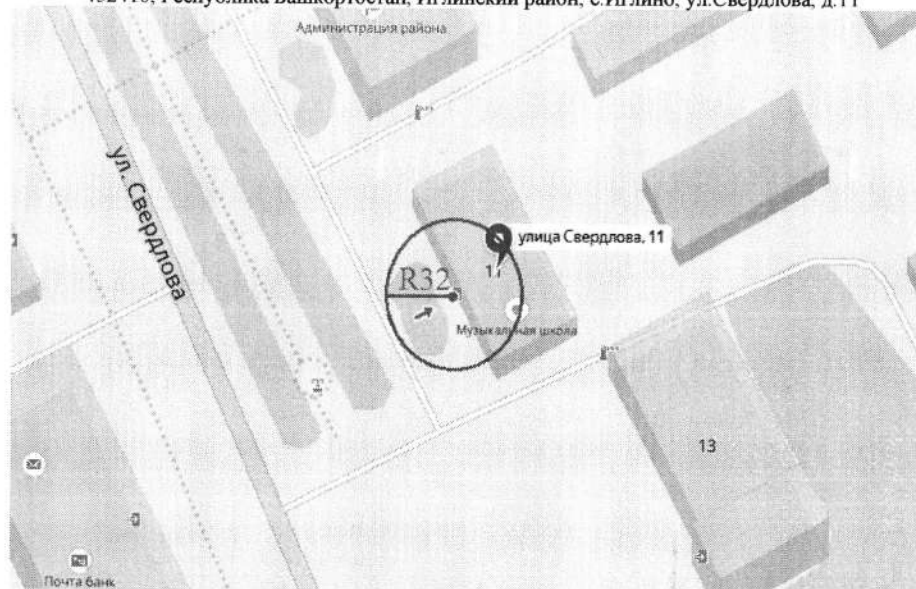 Республика Башкортостан, Иглинский район, с.Иглино, ул.Свердлова, д.11
Администрация района
ул. Свердлова
улица Свердлова, 11
11
R32
Музыкальная школа
13
Почта банк